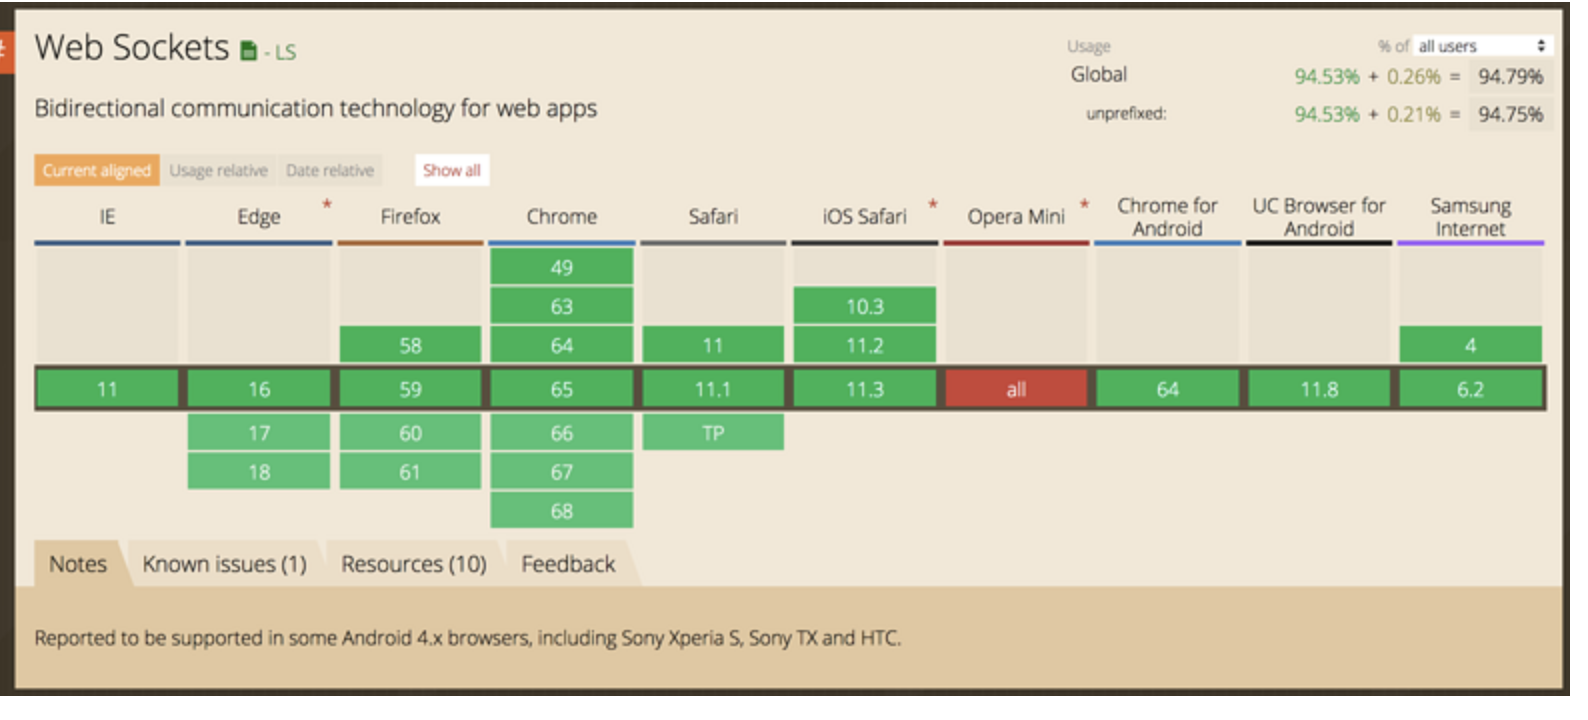 Web Sockets - LS
Usage % of all users
Global 94.53% + 0.26% = 94.79%
Bidirectional communication technology for web apps
unprefixed: 94.53% + 0.21% = 94.75%
Current aligned Usage relative Date relative Show all
IE Edge * Firefox Chrome Safari iOS Safari * Opera Mini * Chrome for Android UC Browser for Android Samsung Internet
49
63 10.3
58 64 11 11.2 4
11 16 59 65 11.1 11.3 all 64 11.8 6.2
17 60 66 TP
18 61 67
68
Notes Known issues (1) Resources (10) Feedback
Reported to be supported in some Android 4.x browsers, including Sony Xperia S, Sony TX and HTC.